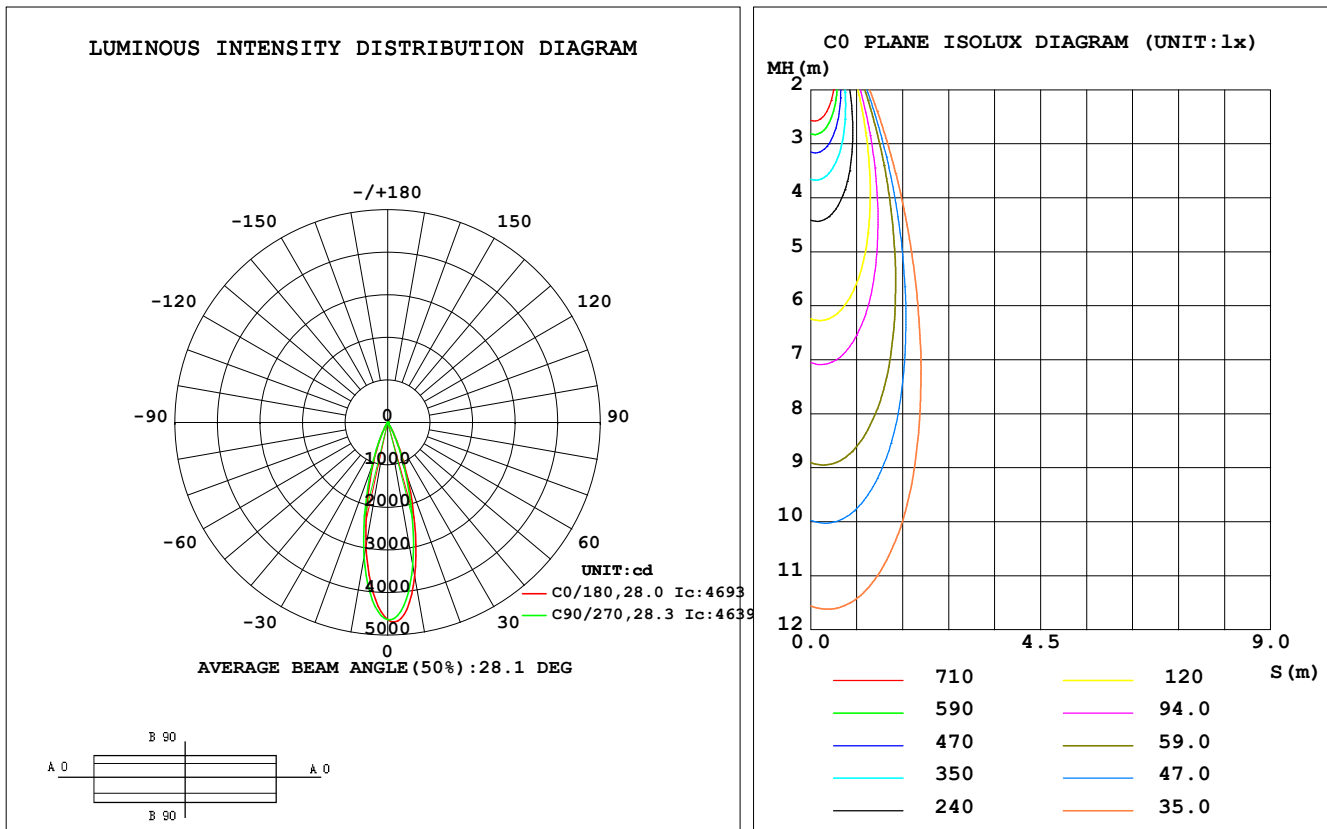 LUMINOUS INTENSITY DISTRIBUTION DIAGRAM
-/+180
-150 150
-120 120
-90 0 90
1000
2000
-60 3000 60
UNIT:cd
4000 C0/180,28.0 Ic:4693
C90/270,28.3 Ic:4639
-30 5000 30
0
AVERAGE BEAM ANGLE(50%):28.1 DEG
B 90
A 0 A 0
B 90
C0 PLANE ISOLUX DIAGRAM (UNIT:lx)
MH(m)
2
3
4
5
6
7
8
9
10
11
12
0.0 4.5 9.0
S(m)
710 120
590 94.0
470 59.0
350 47.0
240 35.0